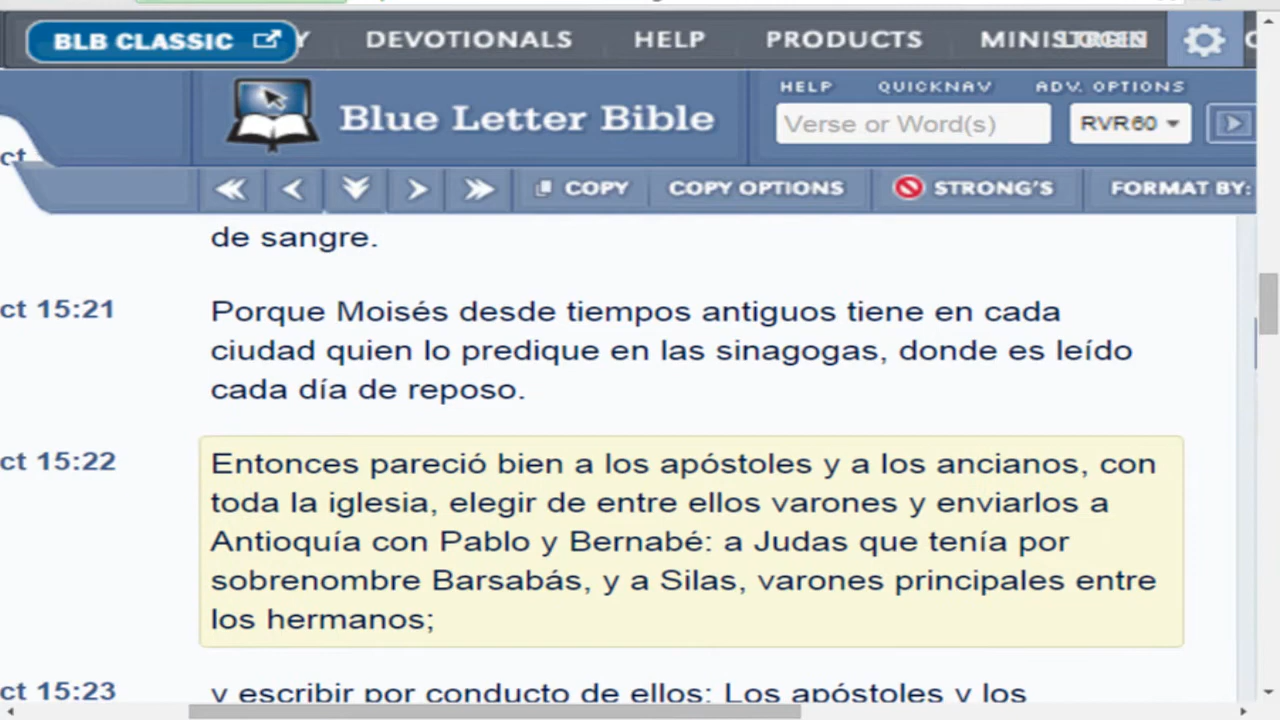 BLB CLASSIC
Y DEVOTIONALS HELP PRODUCTS
Blue Letter Bible
HELP QUICKNAV ADV. OPTIONS
Verse or Word(s) RVR60
COPY COPY OPTIONS STRONG'S FORMAT BY:
ct
de sangre.
ct 15:21 Porque Moisés desde tiempos antiguos tiene en cada
ciudad quien lo predique en las sinagogas, donde es leído
cada día de reposo.
ct 15:22 Entonces pareció bien a los apóstoles y a los ancianos, con
toda la iglesia, elegir de entre ellos varones y enviarlos a
Antioquía con Pablo y Bernabé: a Judas que tenía por
sobrenombre Barsabás, y a Silas, varones principales entre
los hermanos;
ct 15:23 y escribir por conducto de ellos: Los apóstoles y los